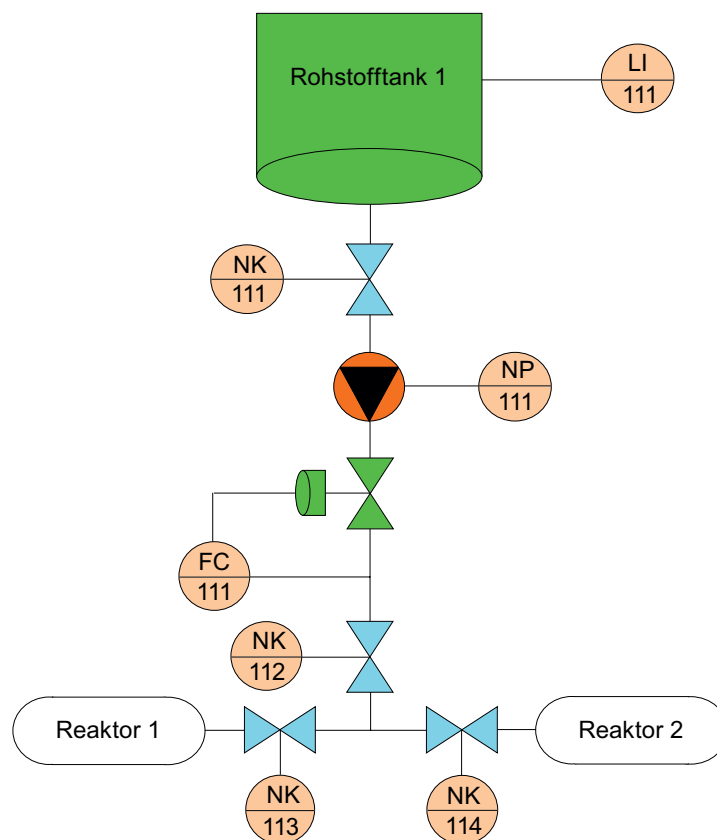 Rohstofftank 1
LI
111
NK
111
NP
111
FC
111
NK
112
Reaktor 1
Reaktor 2
NK
113
NK
114